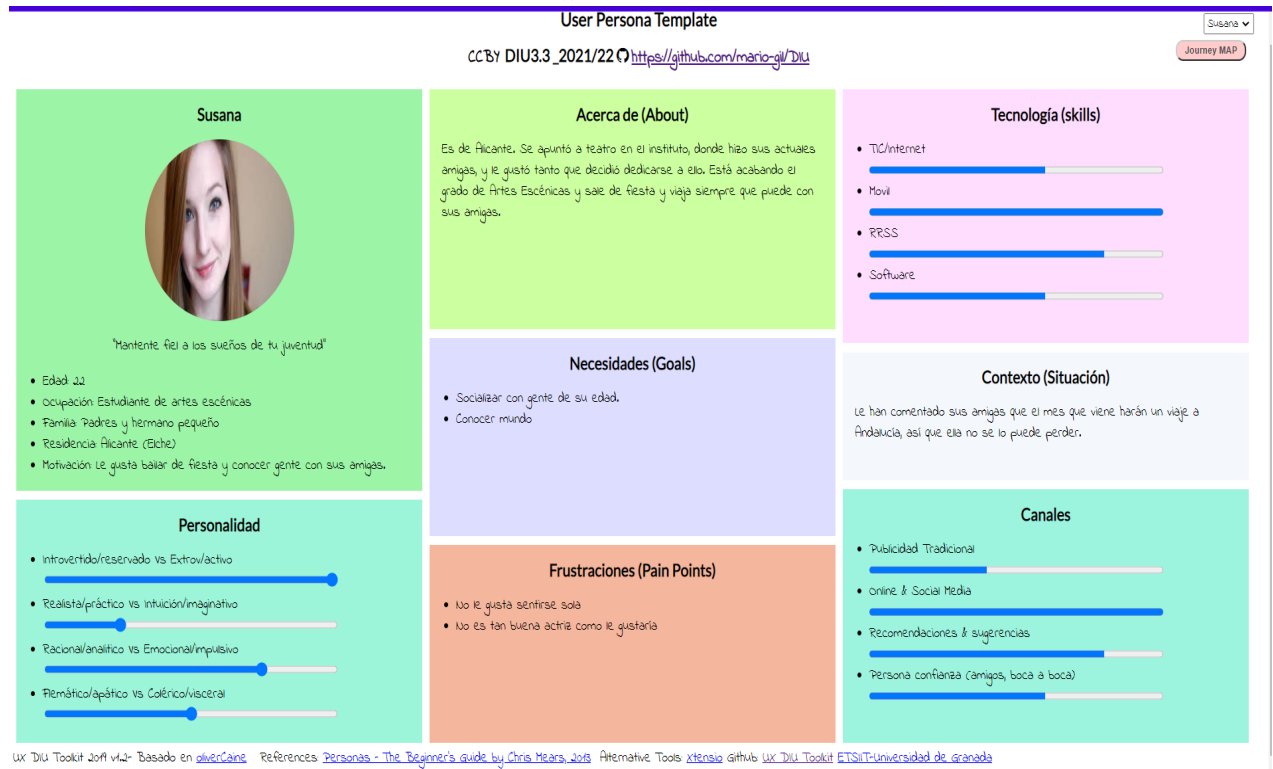 User Persona Template
Susana
CCBY DIU3.3_2021/22 https://github.com/mario-gil/DIU
Journey MAP
Susana
"Mantente fiel a los sueños de tu juventud"
Edad: 22
Ocupación: Estudiante de artes escénicas
Familia: Padres y hermano pequeño
Residencia: Alicante (Elche)
Motivación: Le gusta bailar de fiesta y conocer gente con sus amigas.
Personalidad
Introvertido/reservado Vs Extrov/activo
Realista/práctico Vs Intuición/imaginativo
Racional/analítico Vs Emocional/impulsivo
Flemático/apático Vs Colérico/visceral
Acerca de (About)
Es de Alicante. Se apuntó a teatro en el instituto, donde hizo sus actuales
amigas, y le gustó tanto que decidió dedicarse a ello. Está acabando el
grado de Artes Escénicas y sale de fiesta y viaja siempre que puede con
sus amigas.
Necesidades (Goals)
Socializar con gente de su edad.
Conocer mundo
Frustraciones (Pain Points)
No le gusta sentirse sola
No es tan buena actriz como le gustaría
Tecnología (skills)
TIC/Internet
Movil
RRSS
Software
Contexto (Situación)
Le han comentado sus amigas que el mes que viene harán un viaje a
Andalucía, así que ella no se lo puede perder.
Canales
Publicidad Tradicional
Online & Social Media
Recomendaciones & sugerencias
Persona confianza (amigos, boca a boca)
UX DIU Toolkit 2019 v1.2- Basado en oliverCaine References: Personas - The Beginner's Guide by Chris Mears, 2013 Alternative Tools: Xtensio Github: UX DIU Toolkit ETSIIT-Universidad de Granada